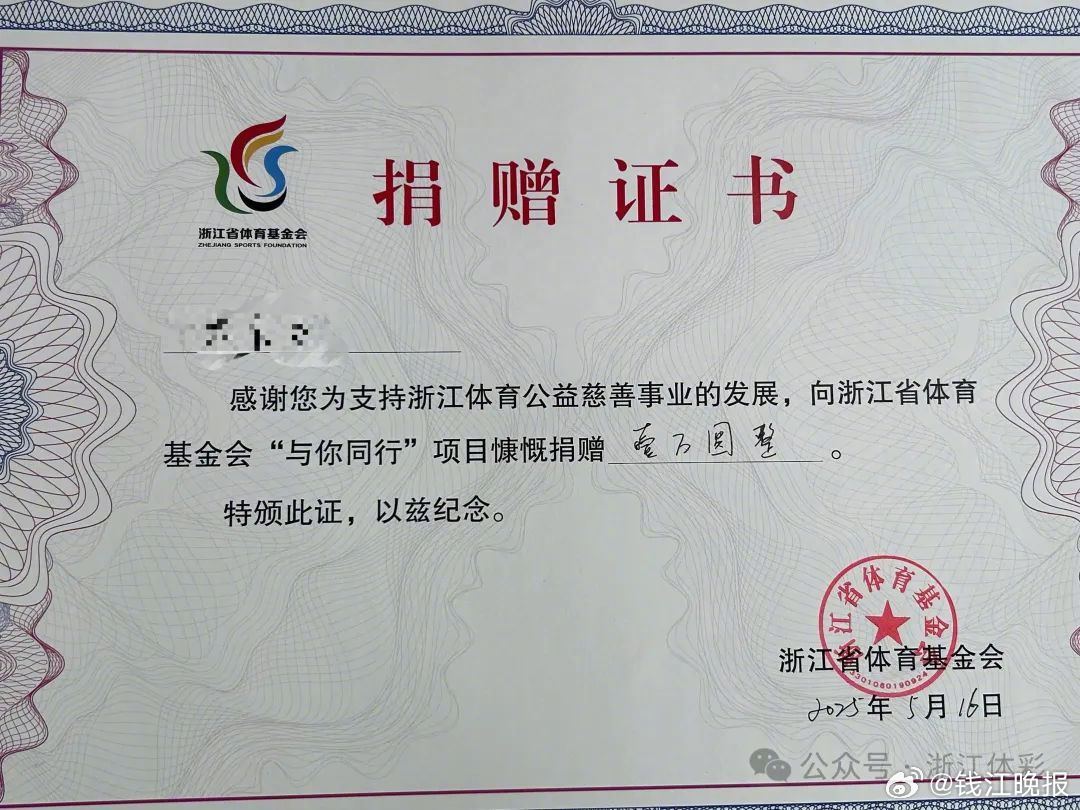 捐赠证书
浙江省体育基金会
ZHEJIANG SPORTS FOUNDATION
感谢您为支持浙江体育公益慈善事业的发展，向浙江省体育
基金会“与你同行”项目慷慨捐赠壹万圆整。
特颁此证，以兹纪念。
浙江省体育基金会
浙江省体育基金会
2025年5月16日
公众号·浙江体彩
@钱江晚报